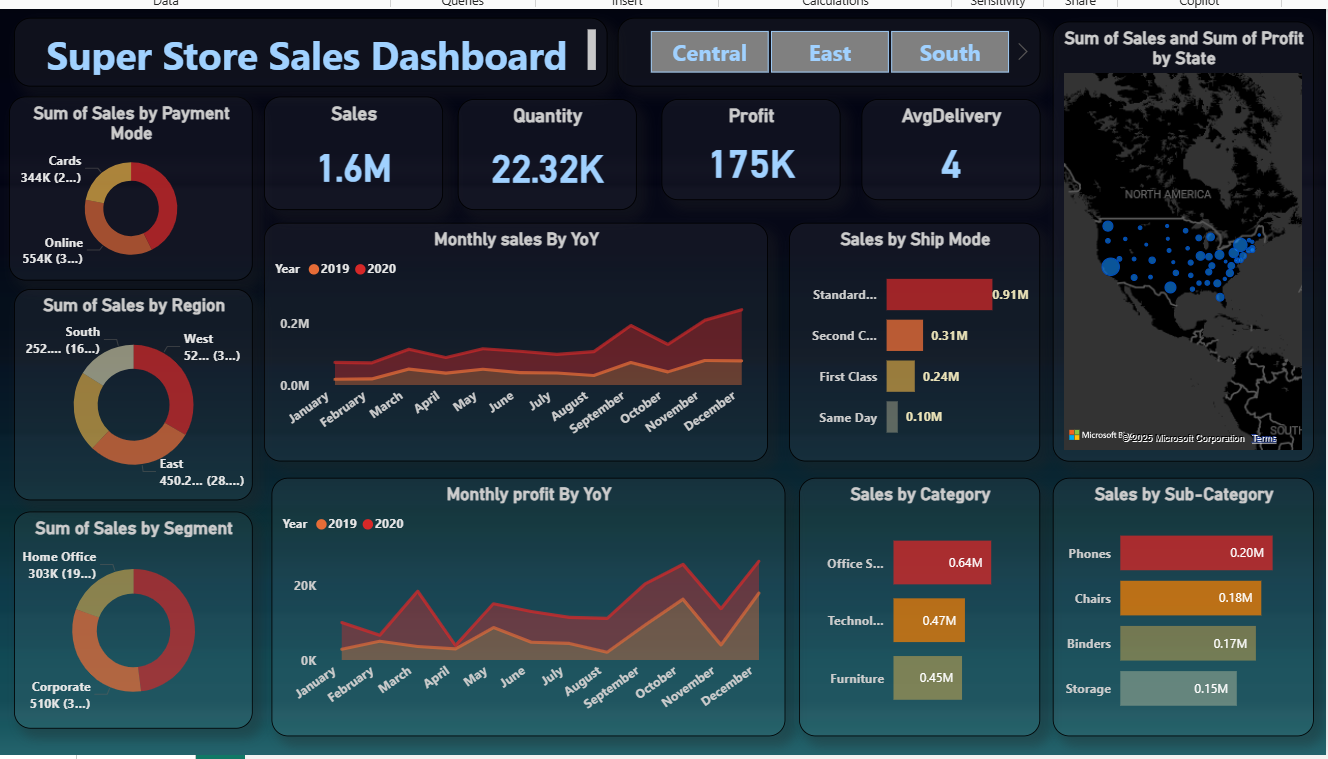 Data
Queries
Insert
Calculations
Sensitivity
Share
Copilot
Super Store Sales Dashboard
Central
East
South
Sum of Sales and Sum of Profit
by State
NORTH AMERICA
Microsoft
©2025 Microsoft Corporation
Terms
Sum of Sales by Payment
Mode
Cards
344K (2...)
Online
554K (3...)
Sales
1.6M
Quantity
22.32K
Profit
175K
AvgDelivery
4
Sum of Sales by Region
South
252.... (16...)
West
52... (3...)
East
450.2... (28....)
Monthly sales By YoY
Year 2019 2020
0.2M
0.0M
January
February
March
April
May
June
July
August
September
October
November
December
Sales by Ship Mode
Standard... 0.91M
Second C... 0.31M
First Class 0.24M
Same Day 0.10M
Sum of Sales by Segment
Home Office
303K (19...)
Corporate
510K (3...)
Monthly profit By YoY
Year 2019 2020
20K
0K
January
February
March
April
May
June
July
August
September
October
November
December
Sales by Category
Office S... 0.64M
Technol... 0.47M
Furniture 0.45M
Sales by Sub-Category
Phones 0.20M
Chairs 0.18M
Binders 0.17M
Storage 0.15M